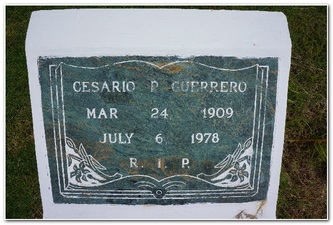 CESARIO P. GUERRERO
MAR 24 1909
JULY 6 1978
R. I. P.